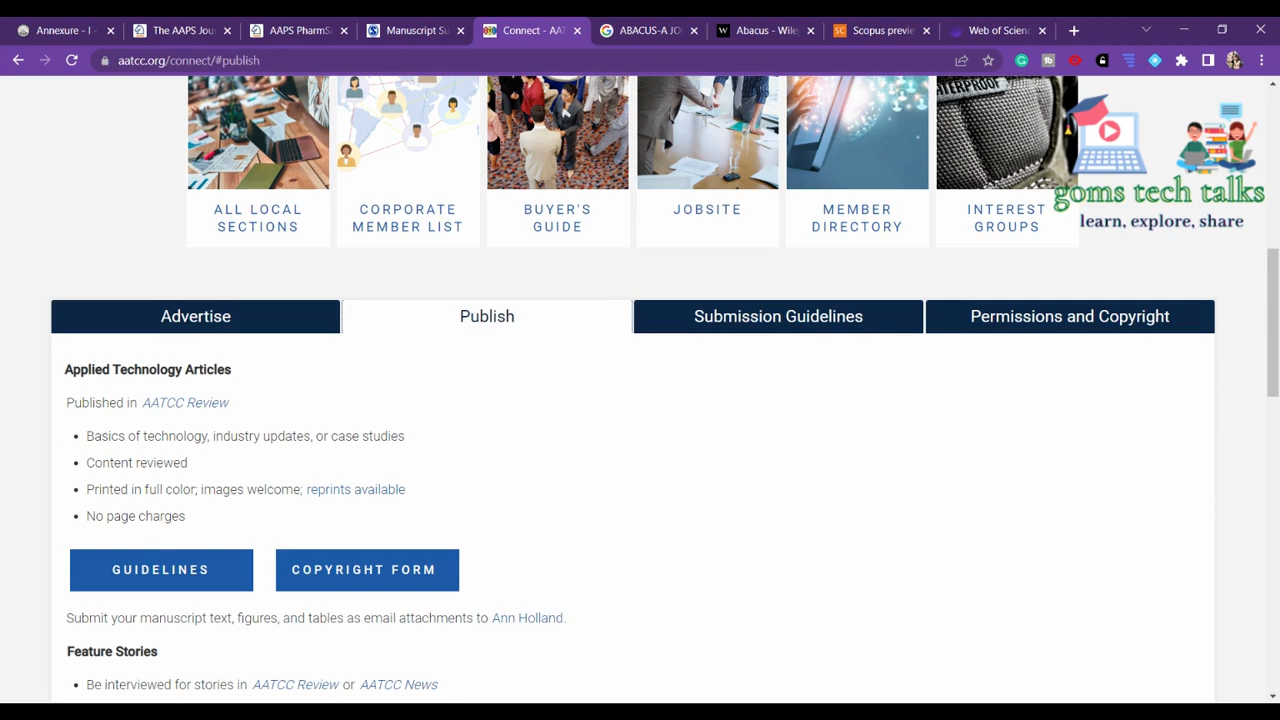 Annexure - I -
The AAPS Jou
AAPS PharmS
Manuscript Su
Connect - AAT
ABACUS-A JO
Abacus - Wile
Scopus previe
Web of Scienc
aatcc.org/connect/#publish
ERPROOF
ALL LOCAL
SECTIONS
CORPORATE
MEMBER LIST
BUYER'S
GUIDE
JOBSITE
MEMBER
DIRECTORY
INTEREST
GROUPS
goms tech talks
learn, explore, share
Advertise
Publish
Submission Guidelines
Permissions and Copyright
Applied Technology Articles
Published in AATCC Review
• Basics of technology, industry updates, or case studies
• Content reviewed
• Printed in full color; images welcome; reprints available
• No page charges
GUIDELINES
COPYRIGHT FORM
Submit your manuscript text, figures, and tables as email attachments to Ann Holland.
Feature Stories
• Be interviewed for stories in AATCC Review or AATCC News